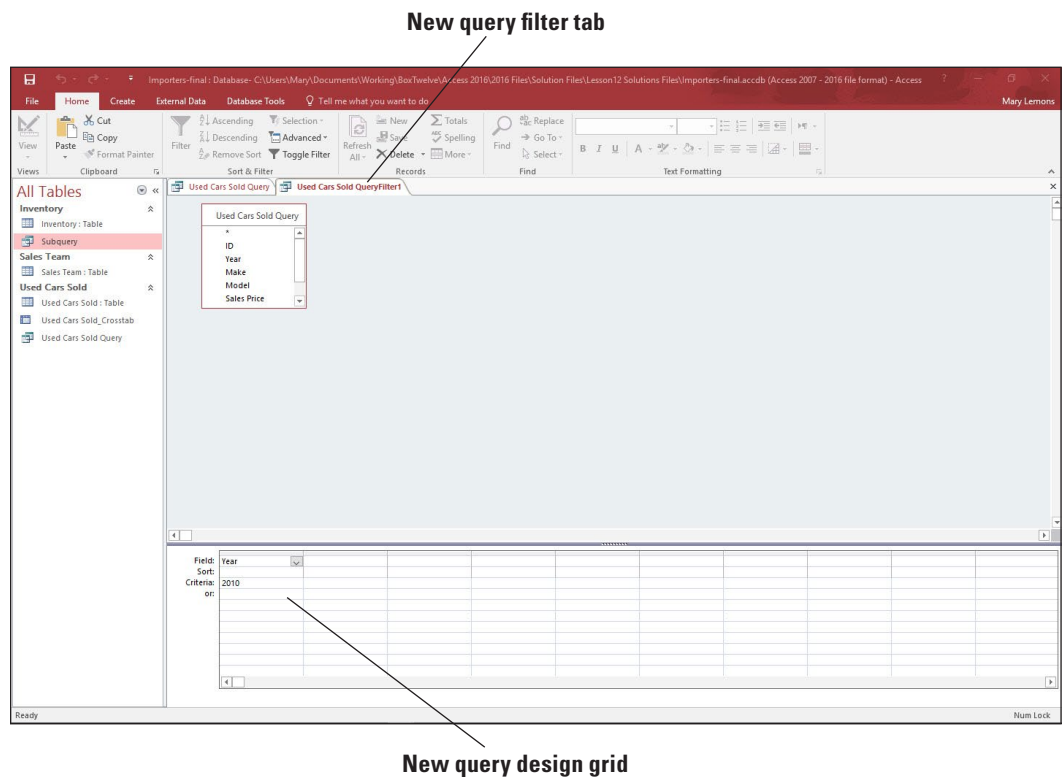 New query filter tab
Importers-final : Database- C:\Users\Mary\Documents\Working\BoxTwelve\Access 2016\2016 Files\Solution Files\Lesson12 Solutions Files\Importers-final.accdb (Access 2007 - 2016 file format) - Access ?
File Home Create External Data Database Tools Tell me what you want to do Mary Lemons
View
Views
Paste
Cut
Copy
Format Painter
Clipboard
Filter
Ascending
Descending
Remove Sort
Selection
Advanced
Toggle Filter
Sort & Filter
Refresh
All
New
Save
Delete
Totals
Spelling
More
Records
Find
Replace
Go To
Select
Find
B I U A
Text Formatting
All Tables
Inventory
Inventory : Table
Subquery
Sales Team
Sales Team : Table
Used Cars Sold
Used Cars Sold : Table
Used Cars Sold_Crosstab
Used Cars Sold Query
Used Cars Sold Query
Used Cars Sold QueryFilter1
Used Cars Sold Query
*
ID
Year
Make
Model
Sales Price
Field: Year
Sort:
Criteria: 2010
or:
Ready
Num Lock
New query design grid